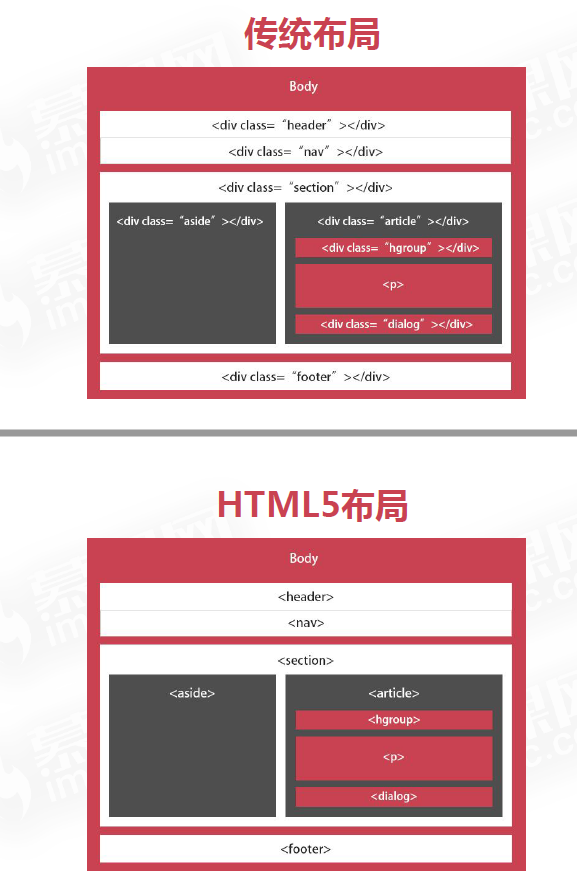 传统布局
Body
<div class=“header”></div>
<div class=“nav”></div>
<div class=“section”></div>
<div class=“aside”></div>
<div class=“article”></div>
<div class=“hgroup”></div>
<p>
<div class=“dialog”></div>
<div class=“footer”></div>
HTML5布局
Body
<header>
<nav>
<section>
<aside>
<article>
<hgroup>
<p>
<dialog>
<footer>